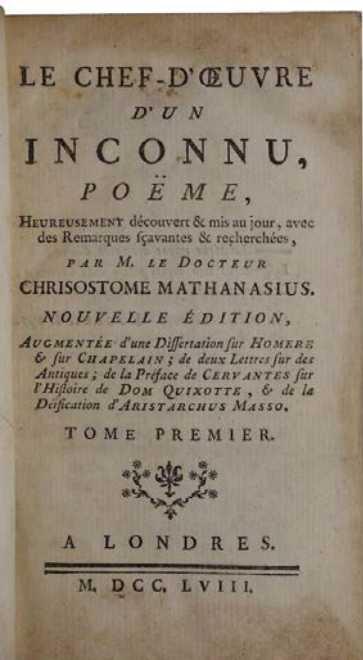 LE CHEF-D'ŒUVRE
D'UN
INCONNU,
POËME,
HEUREUSEMENT découvert & mis au jour, avec
des Remarques ſçavantes & recherchées,
PAR M. LE DOCTEUR
CHRISOSTOME MATHANASIUS.
NOUVELLE ÉDITION,
AUGMENTÉE d'une Diſſertation ſur HOMERE
& ſur CHAPELAIN ; de deux Lettres ſur des
Antiques ; de la Préface de CERVANTES ſur
l'Hiſtoire de DOM QUIXOTTE, & de la
Déification d'ARISTARCHUS MASSO.
TOME PREMIER.
A LONDRES.
M. DCC. LVIII.